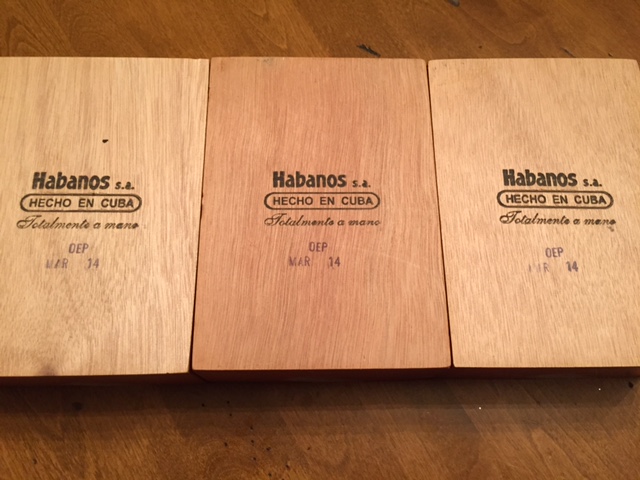 Habanos s.a.
HECHO EN CUBA
Totalmente a mano
OEP
MAR 14
Habanos s.a.
HECHO EN CUBA
Totalmente a mano
OEP
MAR 14
Habanos s.a.
HECHO EN CUBA
Totalmente a mano
OEP
MAR 14